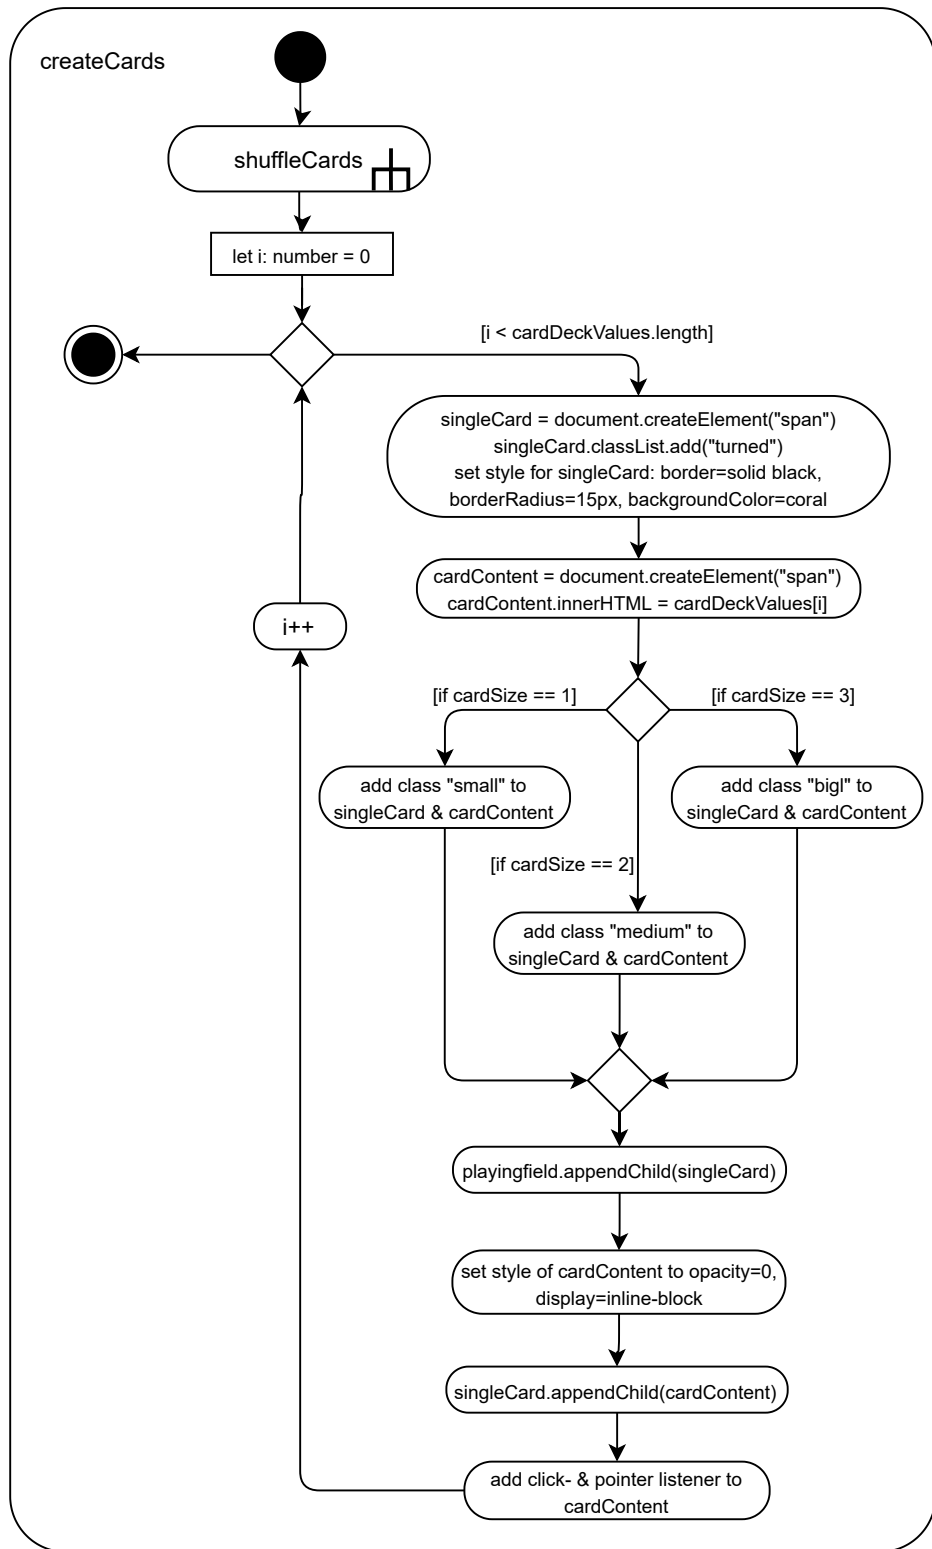 createCards
shuffleCards
let i: number = 0
[i < cardDeckValues.length]
singleCard = document.createElement("span")
singleCard.classList.add("turned")
set style for singleCard: border=solid black,
borderRadius=15px, backgroundColor=coral
cardContent = document.createElement("span")
cardContent.innerHTML = cardDeckValues[i]
i++
[if cardSize == 1]
[if cardSize == 3]
add class "small" to
singleCard & cardContent
add class "bigl" to
singleCard & cardContent
[if cardSize == 2]
add class "medium" to
singleCard & cardContent
playingfield.appendChild(singleCard)
set style of cardContent to opacity=0,
display=inline-block
singleCard.appendChild(cardContent)
add click- & pointer listener to
cardContent